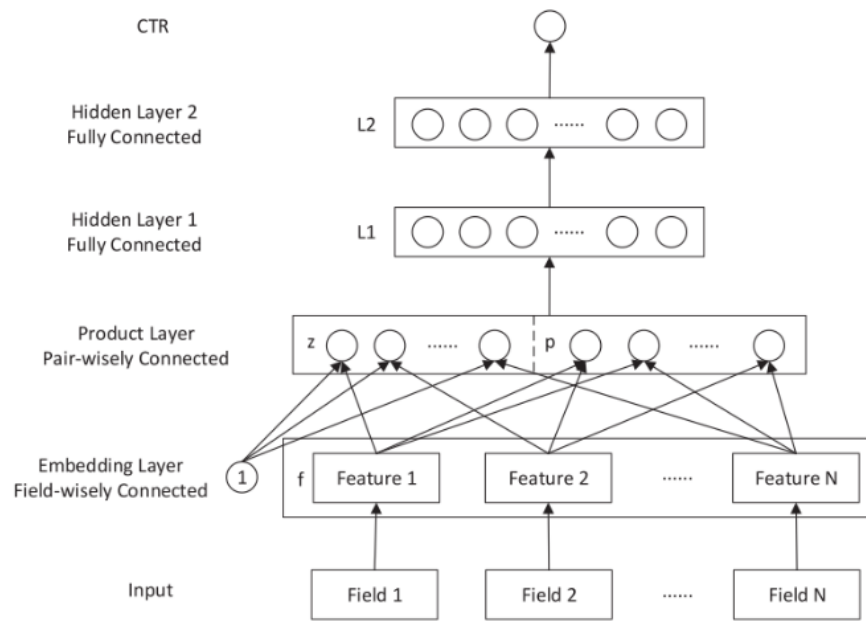 CTR
Hidden Layer 2
Fully Connected
L2
......
Hidden Layer 1
Fully Connected
L1
......
Product Layer
Pair-wisely Connected
z
......
p
......
Embedding Layer
Field-wisely Connected
1
f
Feature 1
Feature 2
......
Feature N
Input
Field 1
Field 2
......
Field N